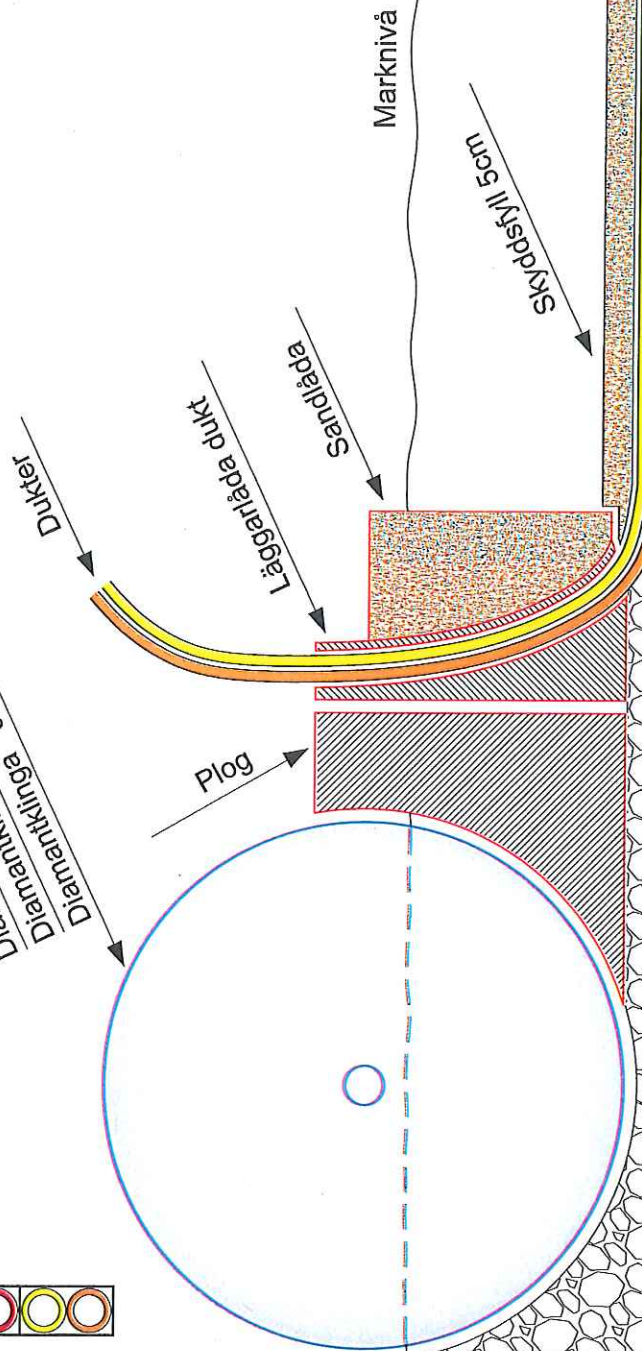 Diamantklinga
Diamantklinga
Plog
Dukter
Läggarlåda dukt
Sandlåda
Marknivå
Skyddsfyll 5cm